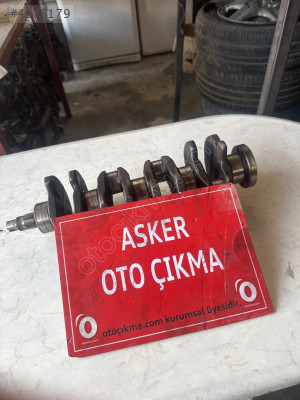 ASKER
OTO ÇIKMA
otoçıkma.com kurumsal üyesidir.